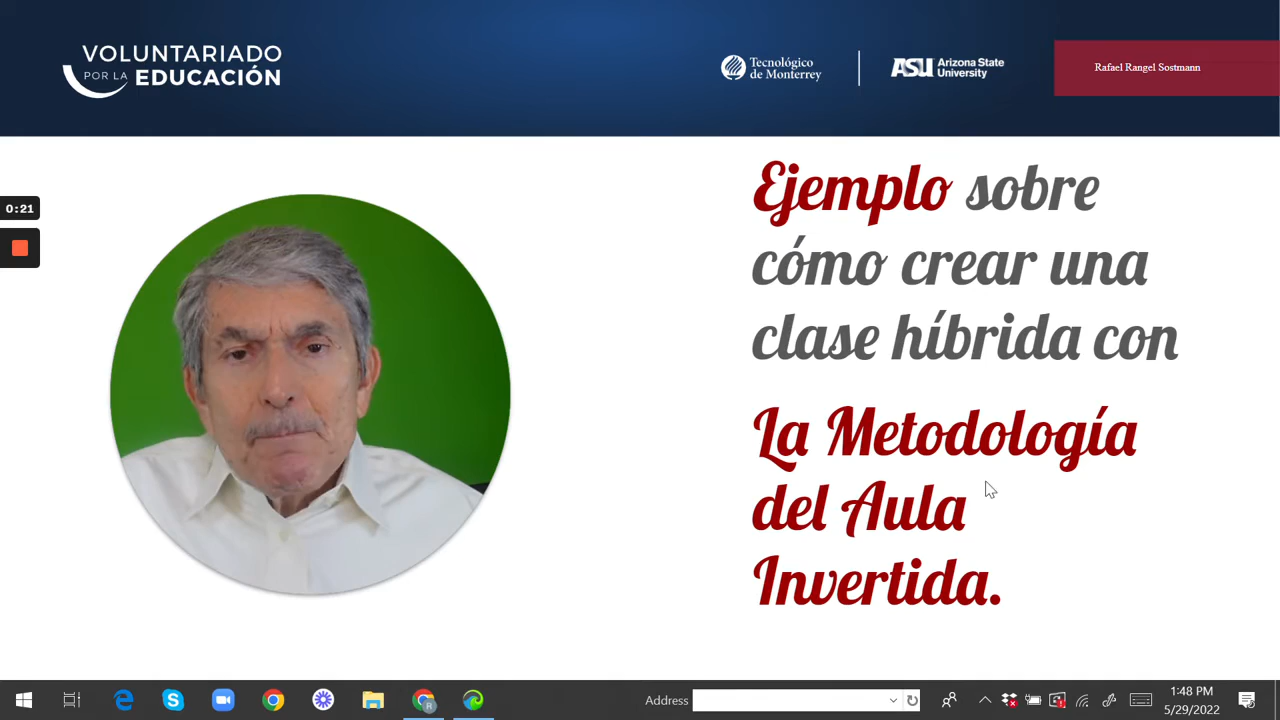 VOLUNTARIADO
POR LA EDUCACIÓN
Tecnológico
de Monterrey
ASU Arizona State
University
Rafael Rangel Sostmann
0:21
Ejemplo sobre
cómo crear una
clase híbrida con
La Metodología
del Aula
Invertida.
Address
1:48 PM
5/29/2022